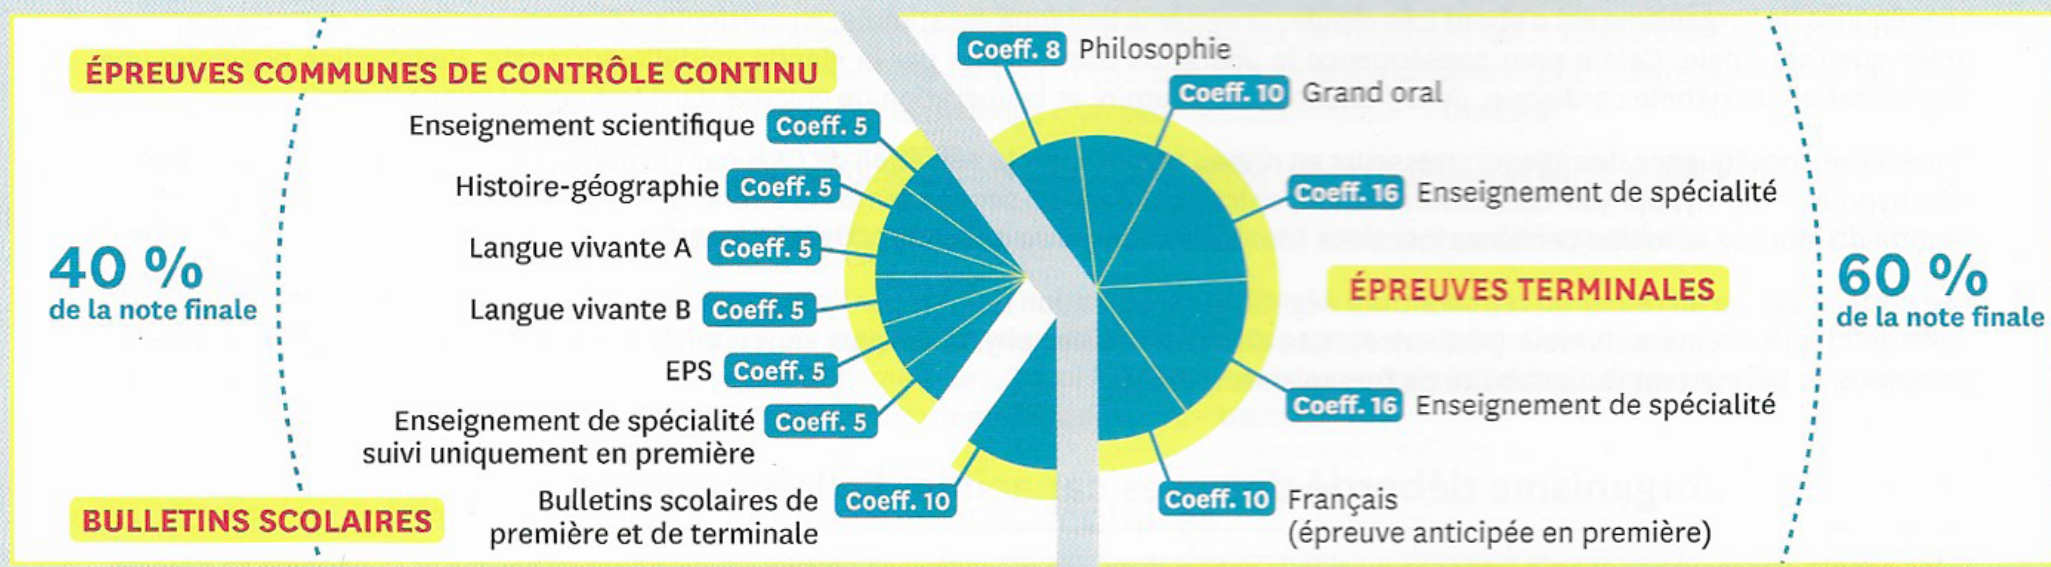 ÉPREUVES COMMUNES DE CONTRÔLE CONTINU
Enseignement scientifique Coeff. 5
Histoire-géographie Coeff. 5
Langue vivante A Coeff. 5
Langue vivante B Coeff. 5
EPS Coeff. 5
Enseignement de spécialité Coeff. 5
suivi uniquement en première
40 %
de la note finale
BULLETINS SCOLAIRES
Bulletins scolaires de Coeff. 10
première et de terminale
Coeff. 8 Philosophie
Coeff. 10 Grand oral
Coeff. 16 Enseignement de spécialité
ÉPREUVES TERMINALES
Coeff. 16 Enseignement de spécialité
Coeff. 10 Français
(épreuve anticipée en première)
60 %
de la note finale